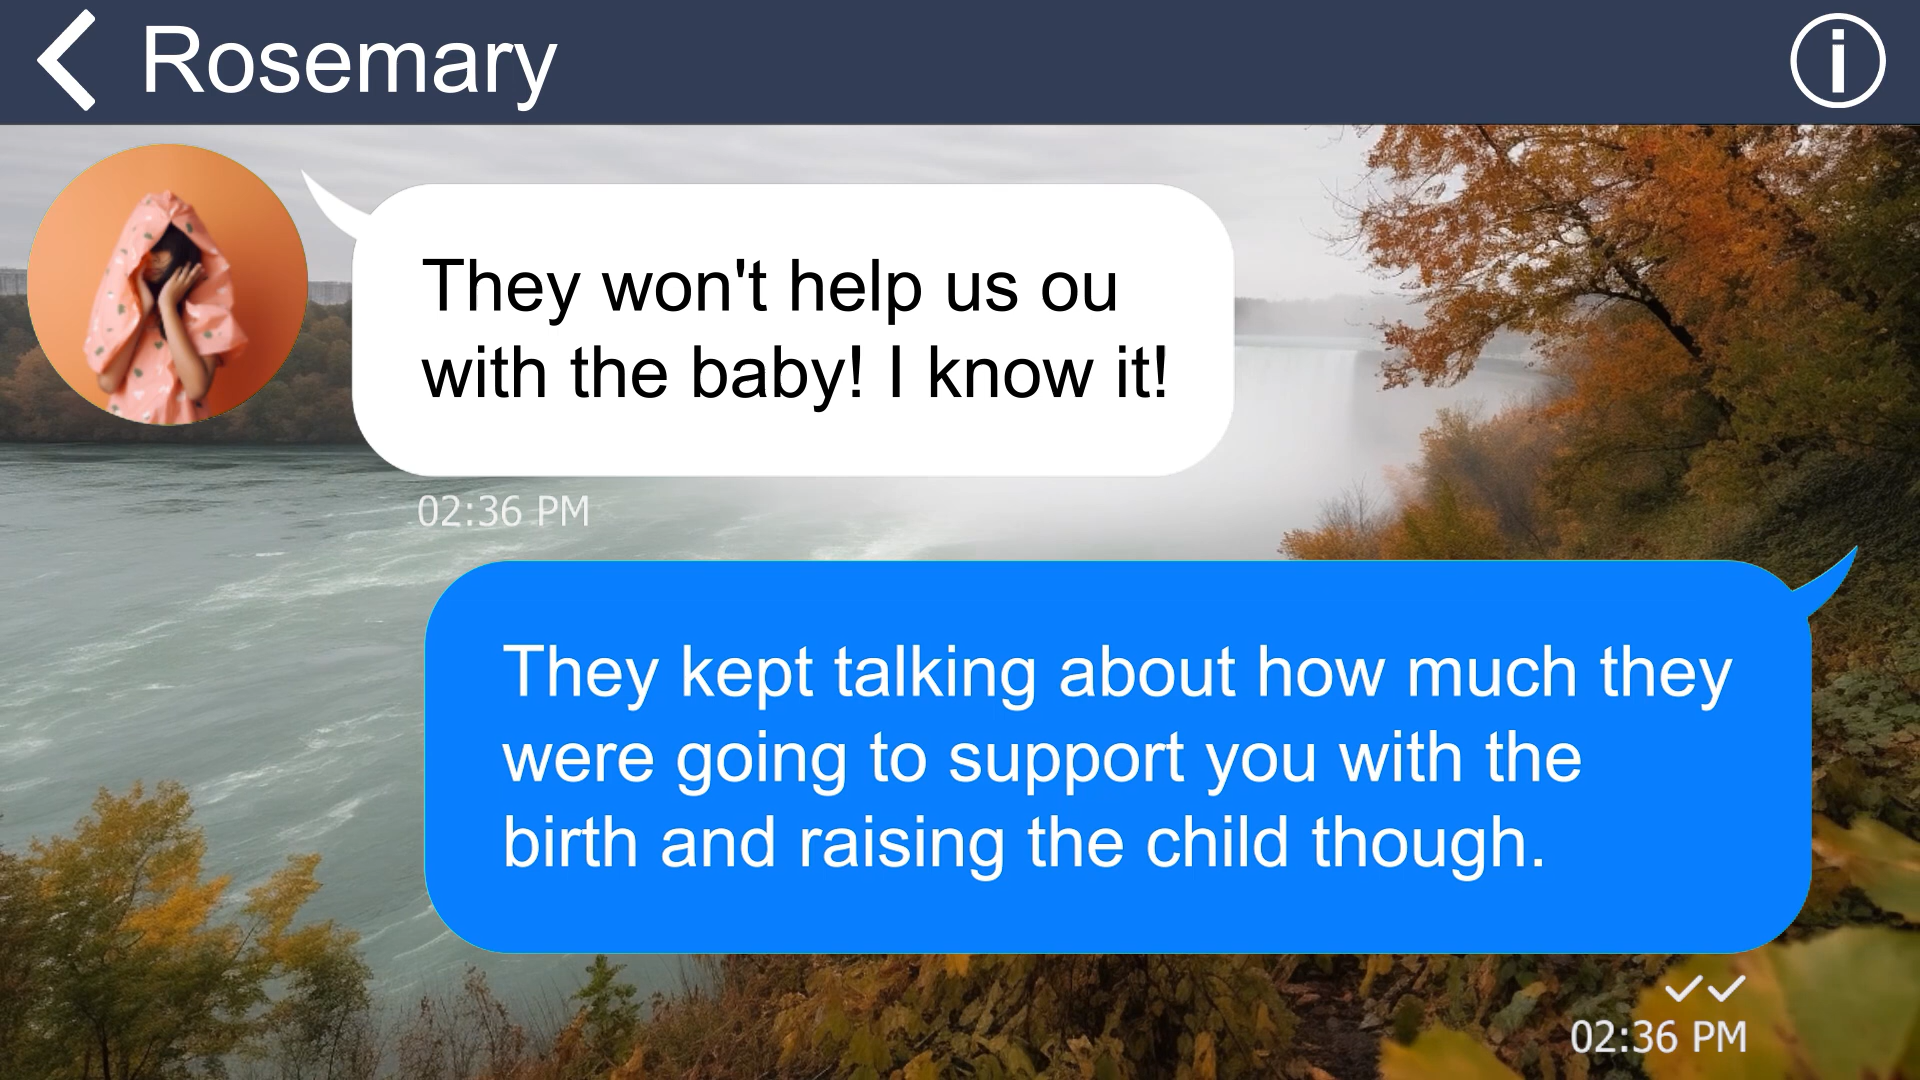 Rosemary
They won't help us ou
with the baby! I know it!
02:36 PM
They kept talking about how much they
were going to support you with the
birth and raising the child though.
02:36 PM